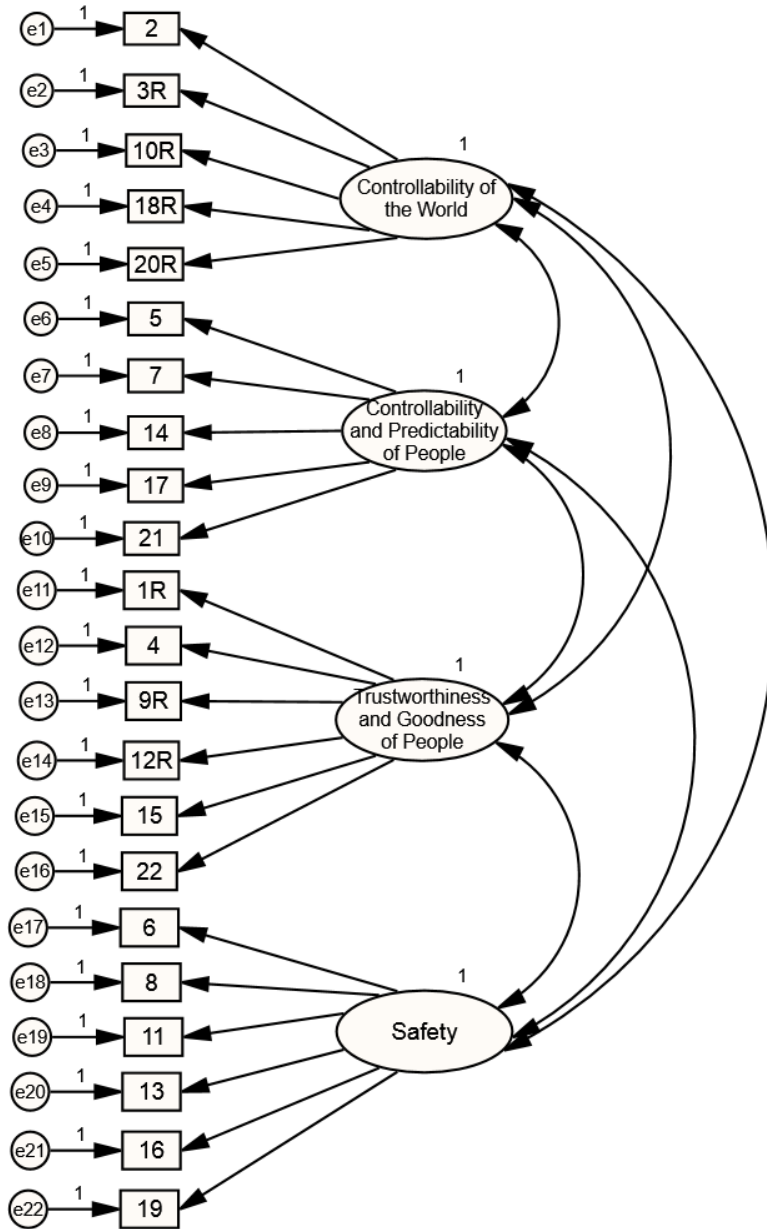 e1 1 2
e2 1 3R
1
e3 1 10R
Controllability of
the World
e4 1 18R
e5 1 20R
e6 1 5
e7 1 7
1
Controllability
and Predictability
of People
e8 1 14
e9 1 17
e10 1 21
e11 1 1R
e12 1 4
1
Trustworthiness
and Goodness
of People
e13 1 9R
e14 1 12R
e15 1 15
e16 1 22
e17 1 6
e18 1 8
1
Safety
e19 1 11
e20 1 13
e21 1 16
e22 1 19